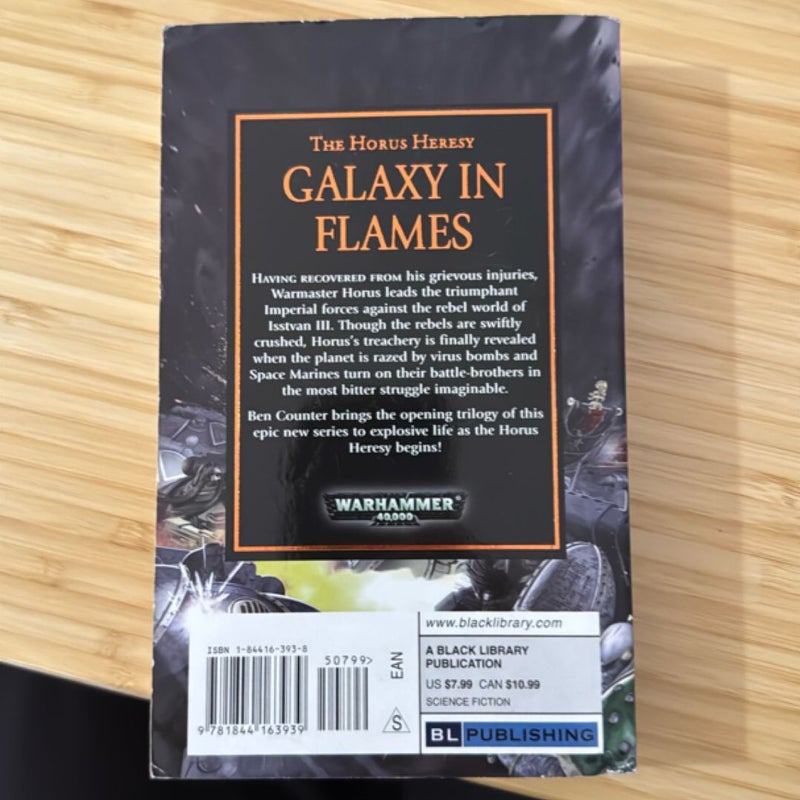 THE HORUS HERESY
GALAXY IN
FLAMES
HAVING RECOVERED FROM his grievous injuries,
Warmaster Horus leads the triumphant
Imperial forces against the rebel world of
Isstvan III. Though the rebels are swiftly
crushed, Horus's treachery is finally revealed
when the planet is razed by virus bombs and
Space Marines turn on their battle-brothers in
the most bitter struggle imaginable.
Ben Counter brings the opening trilogy of this
epic new series to explosive life as the Horus
Heresy begins!
WARHAMMER
40,000
ISBN 1-84416-393-8
50799>
9 781844 163939
EAN
S
www.blacklibrary.com
A BLACK LIBRARY
PUBLICATION
US $7.99 CAN $10.99
SCIENCE FICTION
BL PUBLISHING